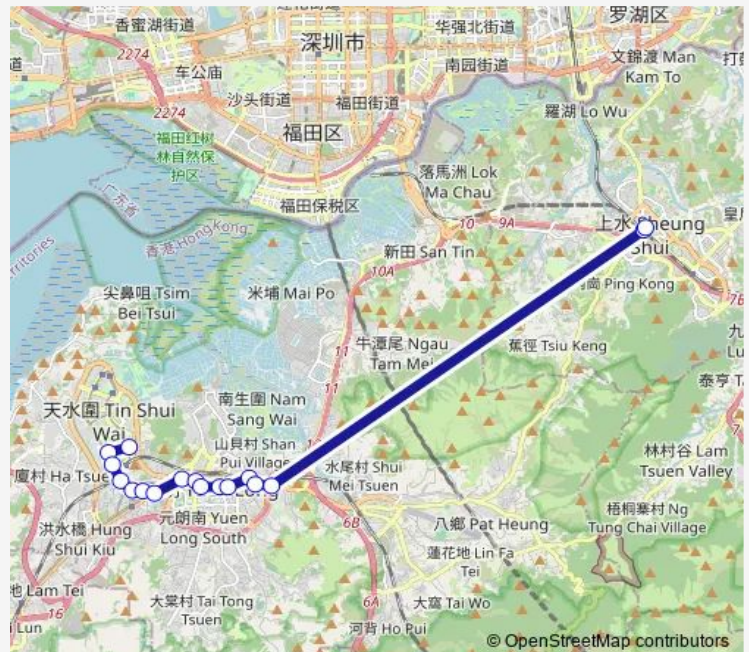 香蜜湖街道
深圳市
华强北街道
罗湖区
2274
车公庙
南园街道
文錦渡 Man
Kam To
沙头街道
福田街道
2274
福田区
羅湖 Lo Wu
福田红树
林自然保
护区
落馬洲 Lok
Ma Chau
福田保税区
广东省
香港 Hong Kong
10
9A
上水 Sheung
Shui
新田 San Tin
10A
Ping Kong
尖鼻咀 Tsim
Bei Tsui
米埔 Mai Po
7B
牛潭尾 Ngau
Tam Mei
蕉徑 Tsiu Keng
11
11
天水圍 Tin Shui
Wai
南生圍 Nam
Sang Wai
山貝村 Shan
Pui Village
水尾村 Shui
Mei Tsuen
林村谷 Lam
Tsuen Valley
6B
洪水橋 Hung
Shui Kiu
元朗南 Yuen
Long South
八鄉 Pat Heung
梧桐寨村 Ng
Tung Chai Village
蓮花地 Lin Fa
Tei
16
大棠村 Tai Tong
Tsuen
6A
大窩 Tai Wo
河背 Ho Pui
© OpenStreetMap contributors